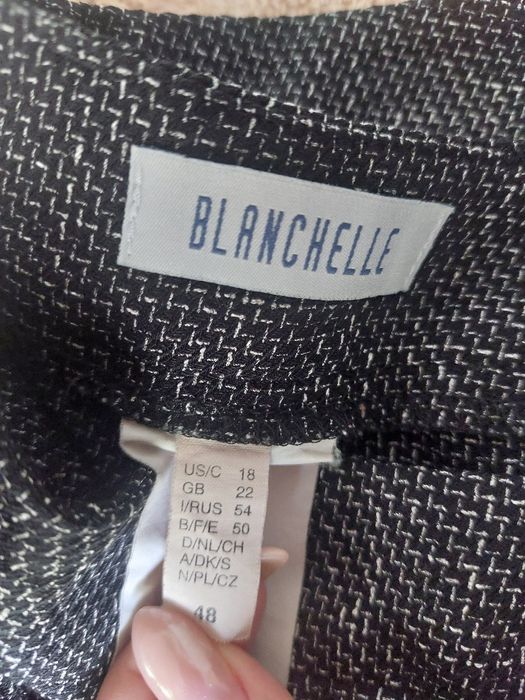 BLANCHELLE
US/C 18
GB 22
I/RUS 54
B/F/E 50
D/NL/CH
A/DK/S
N/PL/CZ
48